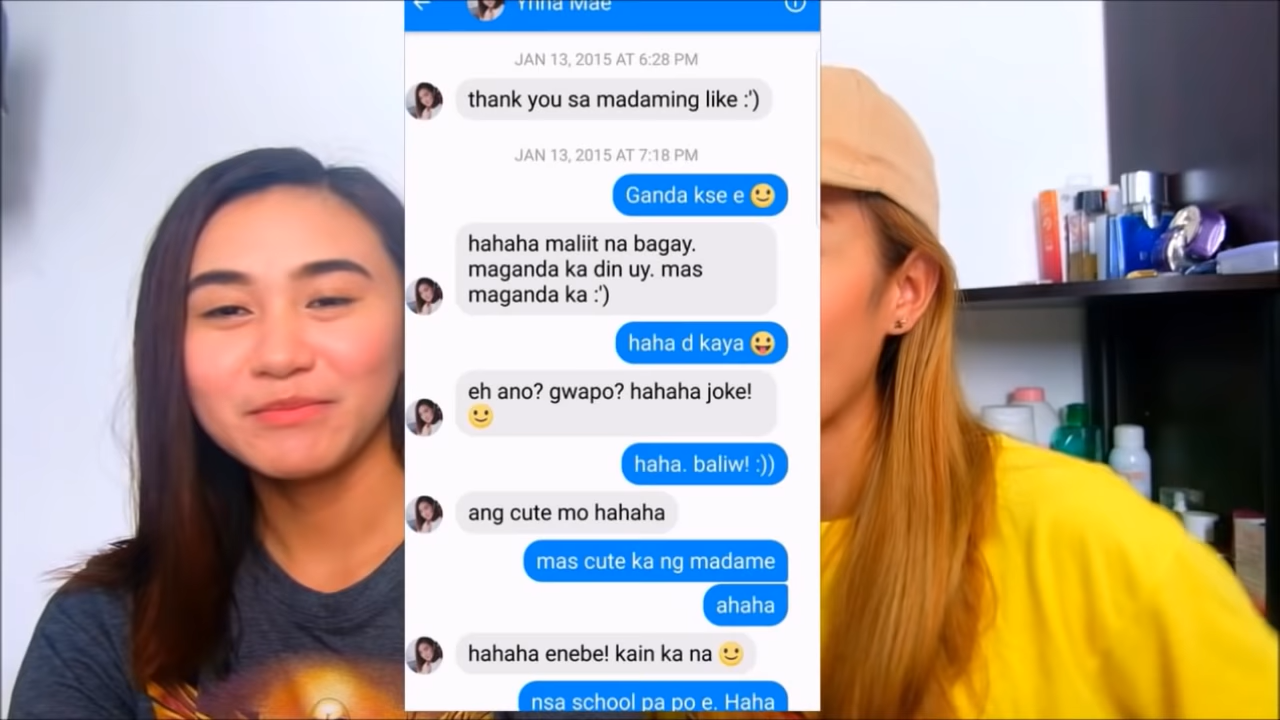 Ynna Mae
JAN 13, 2015 AT 6:28 PM
thank you sa madaming like :')
JAN 13, 2015 AT 7:18 PM
Ganda kse e 🙂
hahaha maliit na bagay.
maganda ka din uy. mas
maganda ka :')
haha d kaya 😛
eh ano? gwapo? hahaha joke!
🙂
haha. baliw! :))
ang cute mo hahaha
mas cute ka ng madame
ahaha
hahaha enebe! kain ka na 🙂
nsa school pa po e. Haha